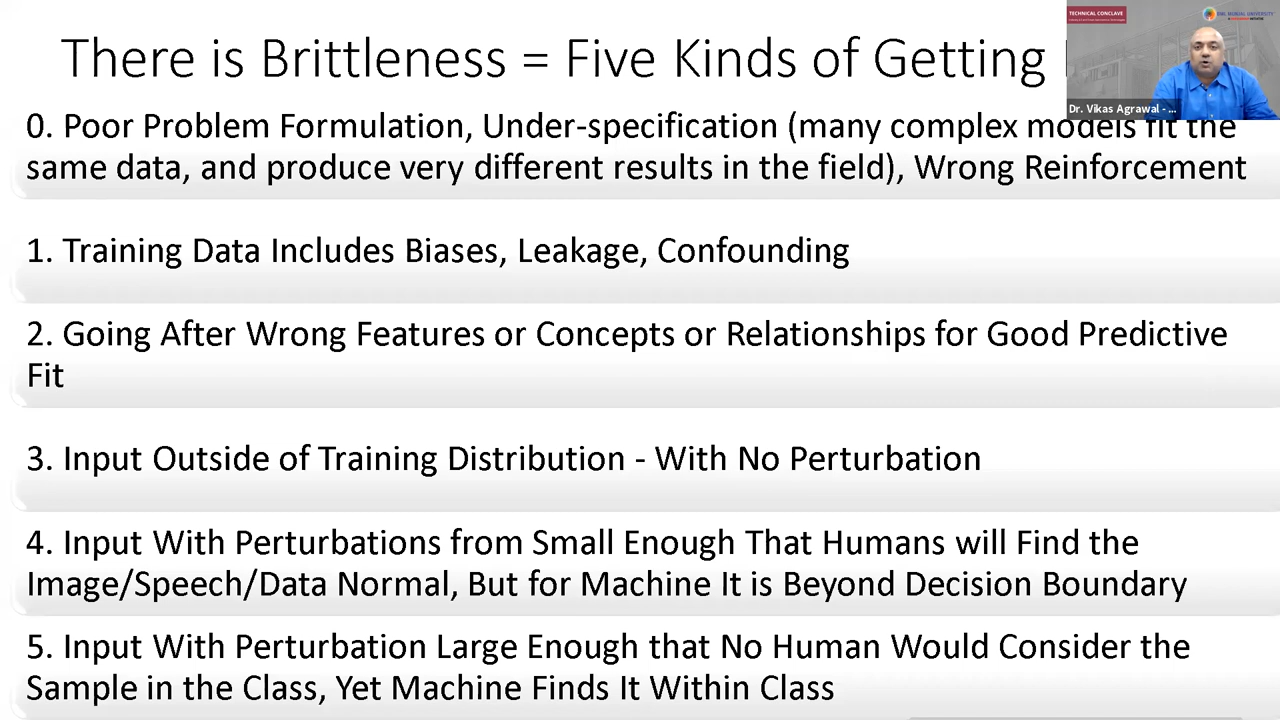 TECHNICAL CONCLAVE
There is Brittleness = Five Kinds of Getting
Dr. Vikas Agrawal - ...
0. Poor Problem Formulation, Under-specification (many complex models fit the
same data, and produce very different results in the field), Wrong Reinforcement
1. Training Data Includes Biases, Leakage, Confounding
2. Going After Wrong Features or Concepts or Relationships for Good Predictive
Fit
3. Input Outside of Training Distribution - With No Perturbation
4. Input With Perturbations from Small Enough That Humans will Find the
Image/Speech/Data Normal, But for Machine It is Beyond Decision Boundary
5. Input With Perturbation Large Enough that No Human Would Consider the
Sample in the Class, Yet Machine Finds It Within Class